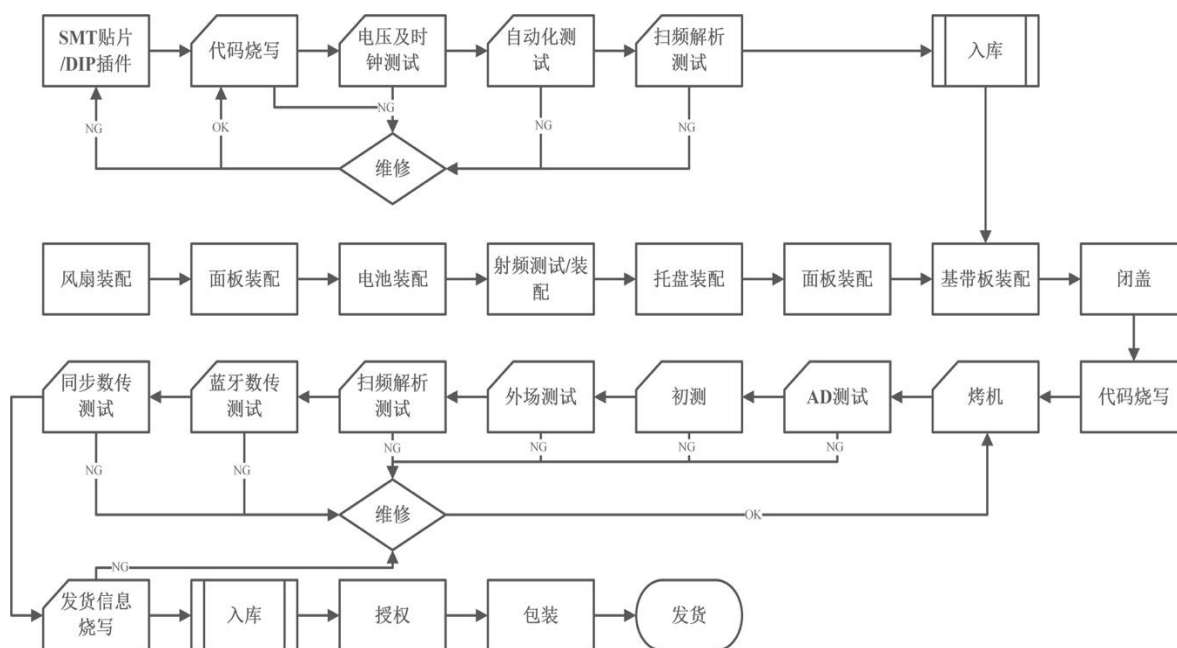 SMT贴片
/DIP插件
代码烧写
电压及时
钟测试
自动化测
试
扫频解析
测试
入库
NG
OK
NG
NG
NG
NG
维修
风扇装配
面板装配
电池装配
射频测试/装
配
托盘装配
面板装配
基带板装配
闭盖
同步数传
测试
蓝牙数传
测试
扫频解析
测试
外场测试
初测
AD测试
烤机
代码烧写
NG
NG
NG
NG
NG
NG
维修
OK
NG
发货信息
烧写
入库
授权
包装
发货